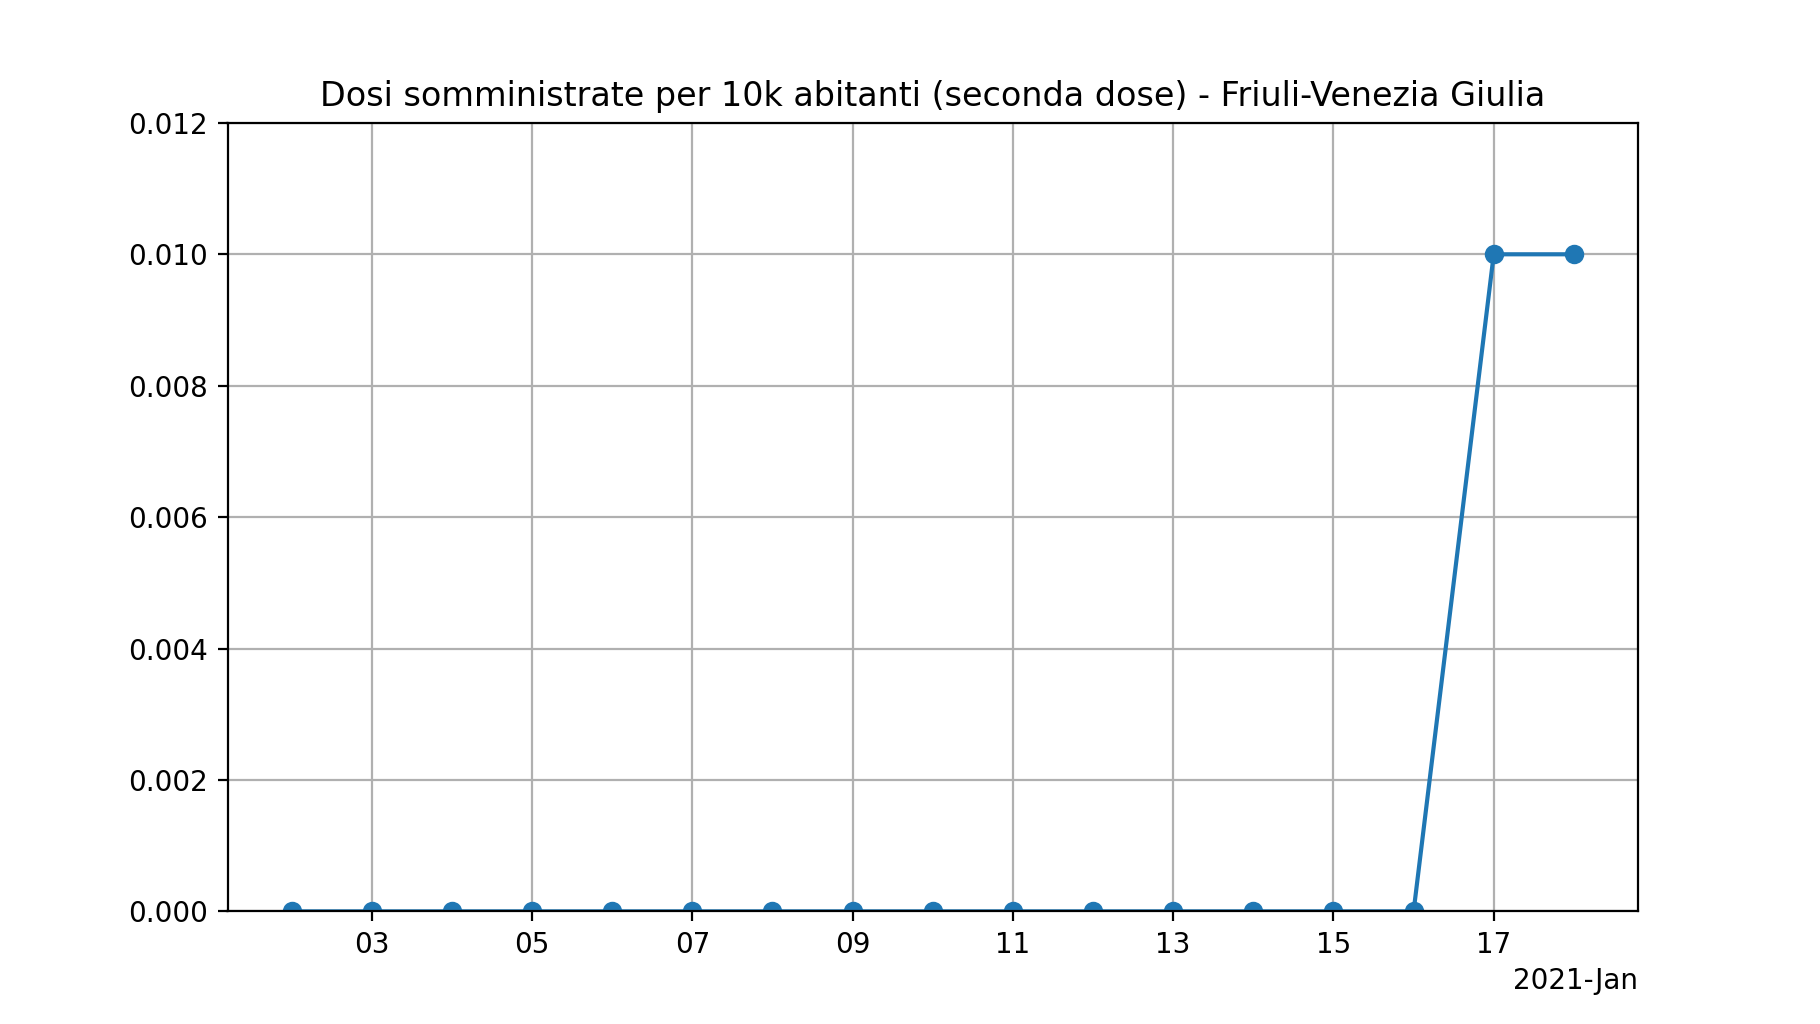 Dosi somministrate per 10k abitanti (seconda dose) - Friuli-Venezia Giulia
0.012
0.010
0.008
0.006
0.004
0.002
0.000
03 05 07 09 11 13 15 17
2021-Jan